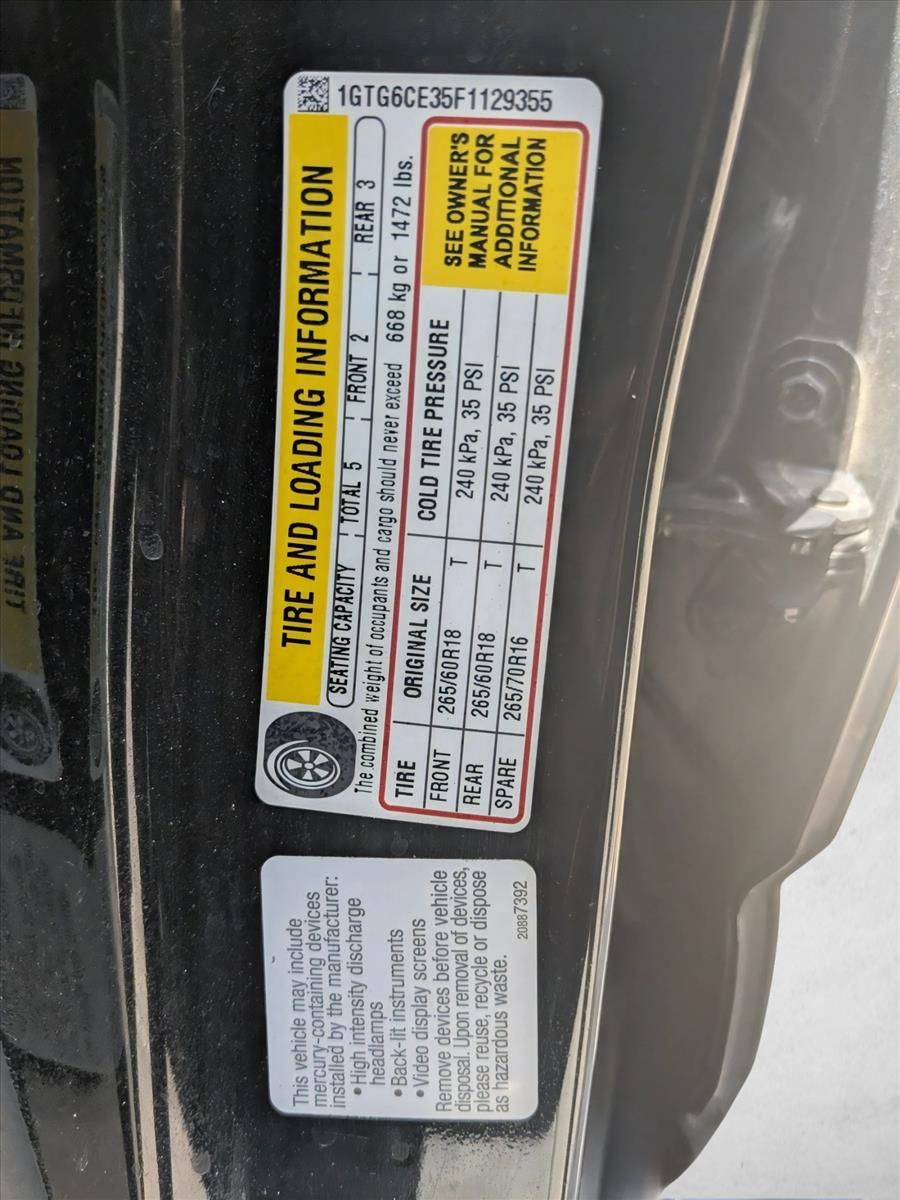 1GTG6CE35F1129355
TIRE AND LOADING INFORMATION
SEATING CAPACITY TOTAL 5 FRONT 2 REAR 3
The combined weight of occupants and cargo should never exceed 668 kg or 1472 lbs.
TIRE ORIGINAL SIZE COLD TIRE PRESSURE
FRONT 265/60R18 T 240 kPa, 35 PSI
REAR 265/60R18 T 240 kPa, 35 PSI
SPARE 265/70R16 T 240 kPa, 35 PSI
SEE OWNER'S
MANUAL FOR
ADDITIONAL
INFORMATION
This vehicle may include
mercury-containing devices
installed by the manufacturer:
• High intensity discharge
headlamps
• Back-lit instruments
• Video display screens
Remove devices before vehicle
disposal. Upon removal of devices,
please reuse, recycle or dispose
as hazardous waste.
20887392
TIRE AND LOADING INFORMATION